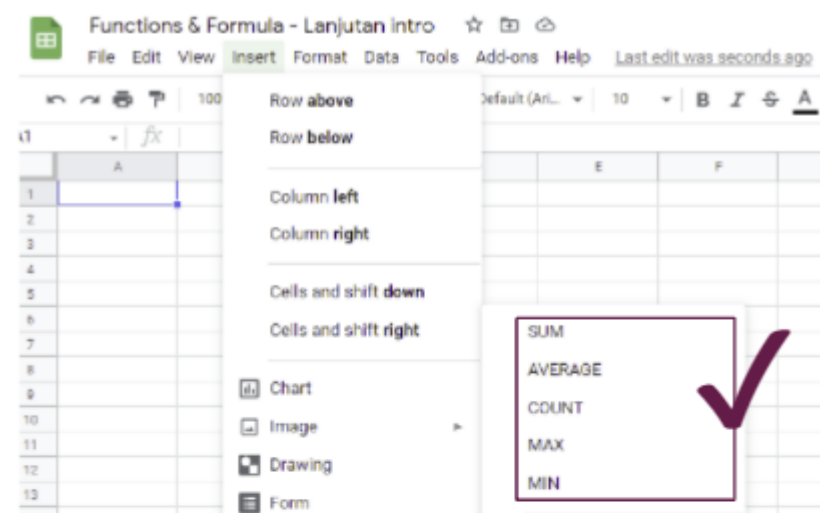 Functions & Formula - Lanjutan intro
File Edit View Insert Format Data Tools Add-ons Help Last edit was seconds ago
100 Default (Ari... 10 B I S A
A1 fx
A E F
1
2
3
4
5
6
7
8
9
10
11
12
13
Row above
Row below
Column left
Column right
Cells and shift down
Cells and shift right
Chart
Image
Drawing
Form
SUM
AVERAGE
COUNT
MAX
MIN